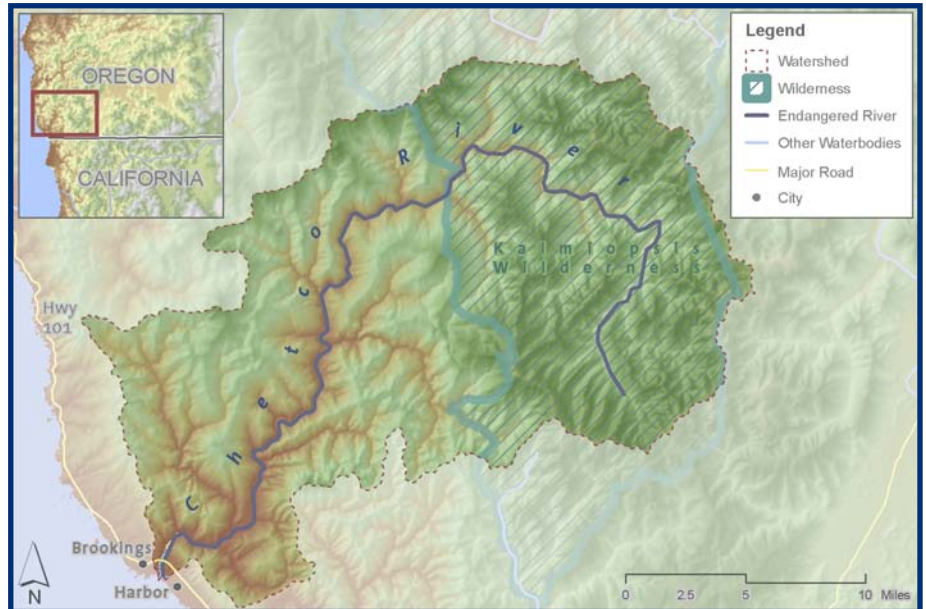 OREGON
CALIFORNIA
Legend
Watershed
Wilderness
Endangered River
Other Waterbodies
Major Road
City
Chetco River
Kalmiopsis
Wilderness
Hwy
101
Brookings
Harbor
N
0 2.5 5 10 Miles